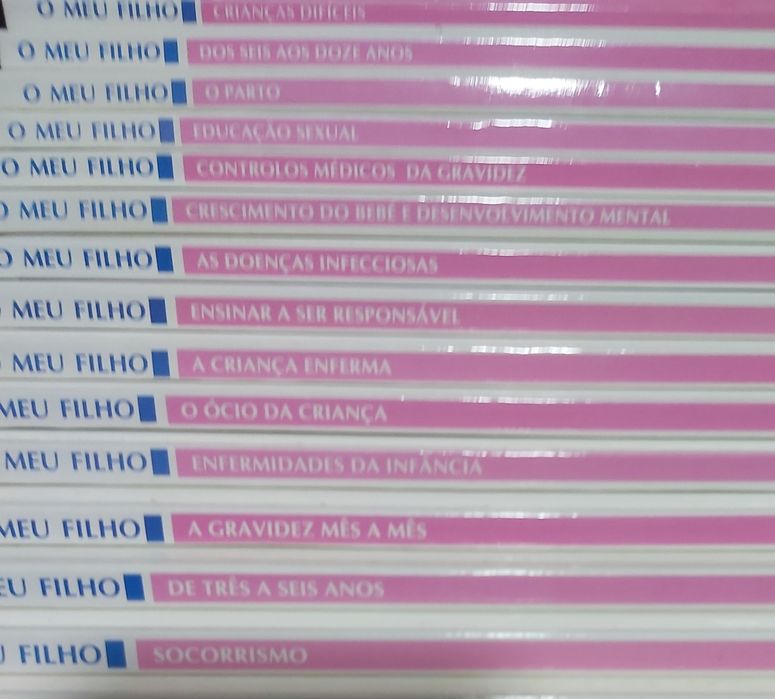 O MEU FILHO CRIANÇAS DIFÍCEIS
O MEU FILHO DOS SEIS AOS DOZE ANOS
O MEU FILHO O PARTO
O MEU FILHO EDUCAÇÃO SEXUAL
O MEU FILHO CONTROLOS MÉDICOS DA GRAVIDEZ
O MEU FILHO CRESCIMENTO DO BEBÉ E DESENVOLVIMENTO MENTAL
O MEU FILHO AS DOENÇAS INFECCIOSAS
MEU FILHO ENSINAR A SER RESPONSÁVEL
MEU FILHO A CRIANÇA ENFERMA
MEU FILHO O ÓCIO DA CRIANÇA
MEU FILHO ENFERMIDADES DA INFÂNCIA
MEU FILHO A GRAVIDEZ MÊS A MÊS
EU FILHO DE TRÊS A SEIS ANOS
U FILHO SOCORRISMO